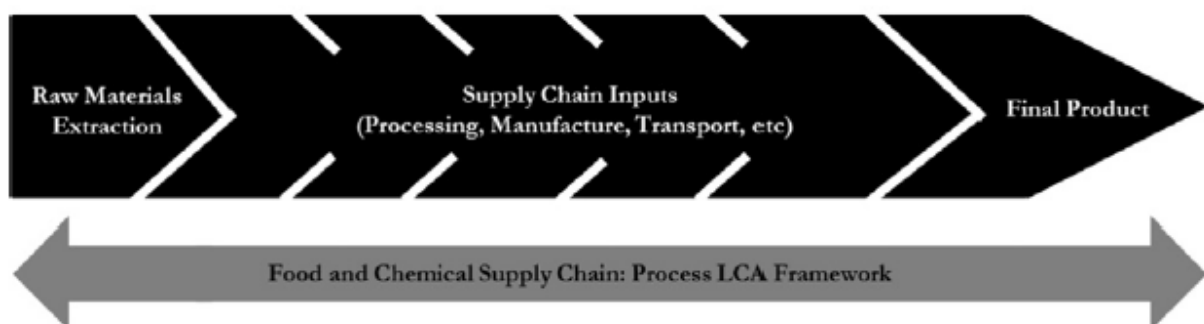 Raw Materials
Extraction
Supply Chain Inputs
(Processing, Manufacture, Transport, etc)
Final Product
Food and Chemical Supply Chain: Process LCA Framework